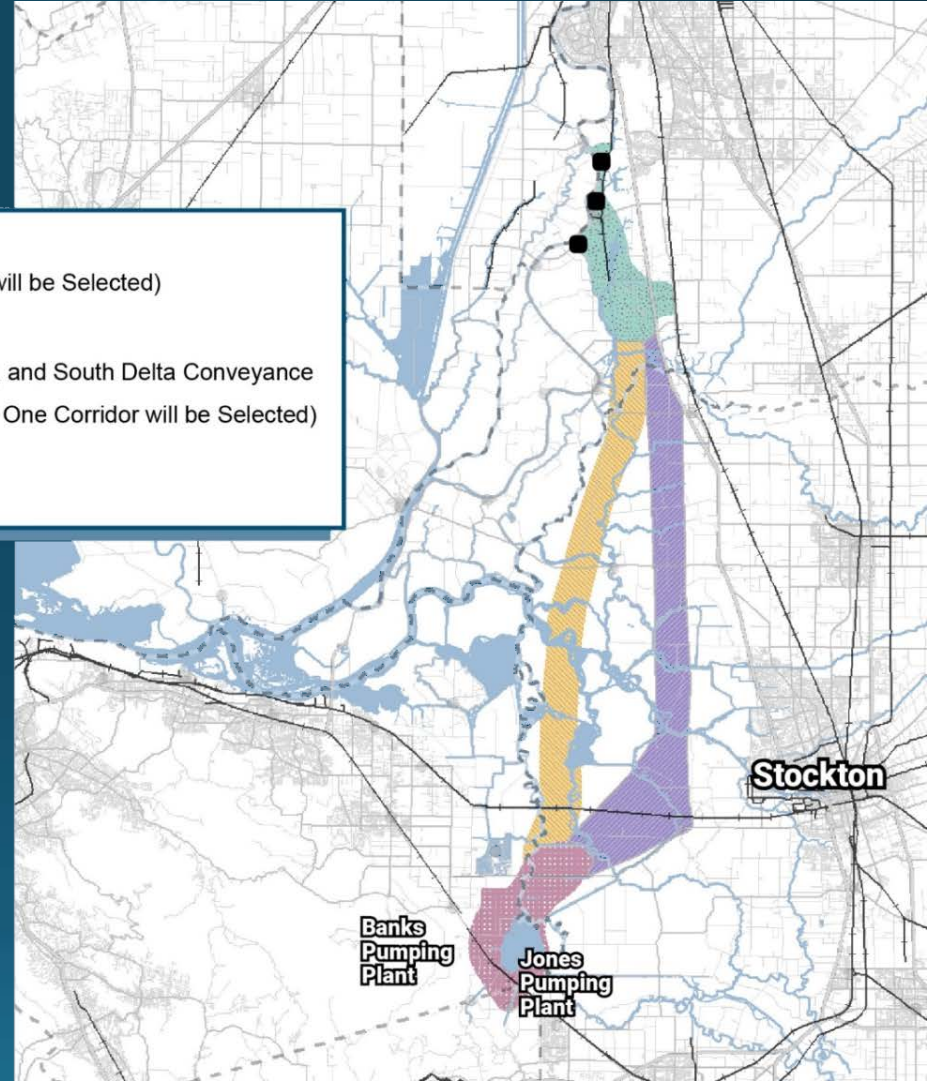 will be Selected)
and South Delta Conveyance
One Corridor will be Selected)
Stockton
Banks
Pumping
Plant
Jones
Pumping
Plant